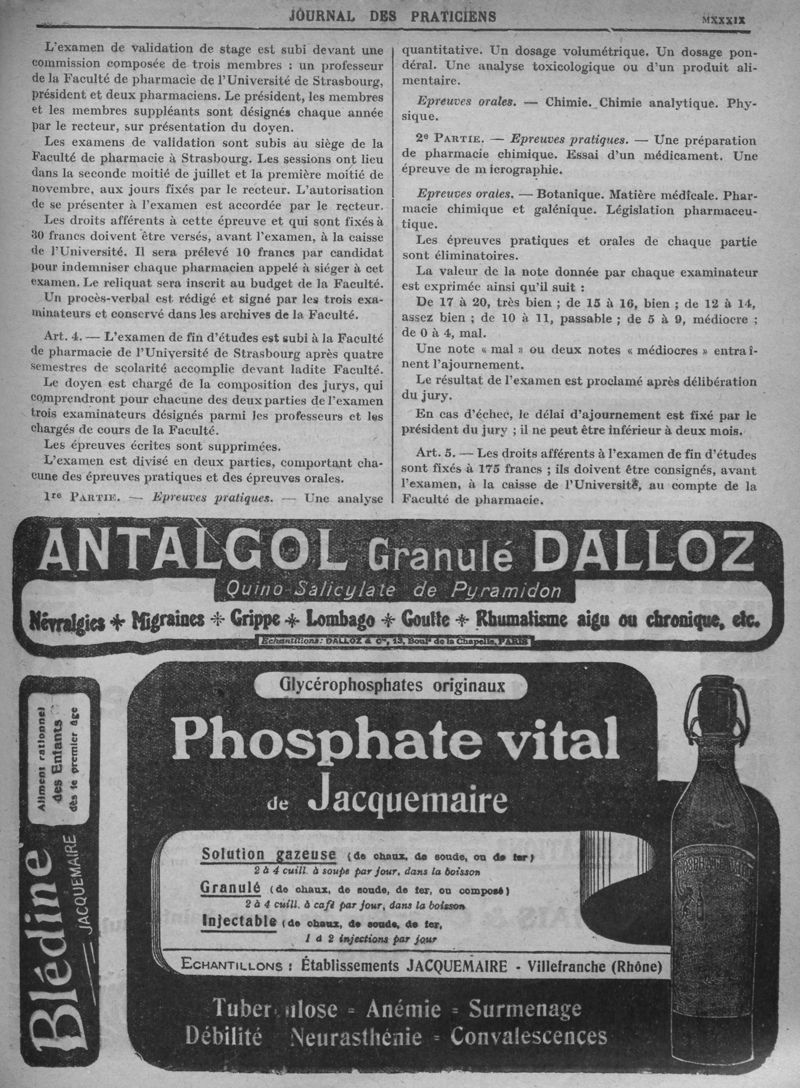 JOURNAL DES PRATICIENS
MXXXIX
L'examen de validation de stage est subi devant une
commission composée de trois membres : un professeur
de la Faculté de pharmacie de l'Université de Strasbourg,
président et deux pharmaciens. Le président, les membres
et les membres suppléants sont désignés chaque année
par le recteur, sur présentation du doyen.
Les examens de validation sont subis au siège de la
Faculté de pharmacie à Strasbourg. Les sessions ont lieu
dans la seconde moitié de juillet et la première moitié de
novembre, aux jours fixés par le recteur. L'autorisation
de se présenter à l'examen est accordée par le recteur.
Les droits afférents à cette épreuve et qui sont fixés à
30 francs doivent être versés, avant l'examen, à la caisse
de l'Université. Il sera prélevé 10 francs par candidat
pour indemniser chaque pharmacien appelé à siéger à cet
examen. Le reliquat sera inscrit au budget de la Faculté.
Un procès-verbal est rédigé et signé par les trois exa-
minateurs et conservé dans les archives de la Faculté.
Art. 4. — L'examen de fin d'études est subi à la Faculté
de pharmacie de l'Université de Strasbourg après quatre
semestres de scolarité accomplie devant ladite Faculté.
Le doyen est chargé de la composition des jurys, qui
comprendront pour chacune des deux parties de l'examen
trois examinateurs désignés parmi les professeurs et les
chargés de cours de la Faculté.
Les épreuves écrites sont supprimées.
L'examen est divisé en deux parties, comportant cha-
cune des épreuves pratiques et des épreuves orales.
1re PARTIE. — Epreuves pratiques. — Une analyse
quantitative. Un dosage volumétrique. Un dosage pon-
déral. Une analyse toxicologique ou d'un produit ali-
mentaire.
Epreuves orales. — Chimie. Chimie analytique. Phy-
sique.
2e PARTIE. — Epreuves pratiques. — Une préparation
de pharmacie chimique. Essai d'un médicament. Une
épreuve de micrographie.
Epreuves orales. — Botanique. Matière médicale. Phar-
macie chimique et galénique. Législation pharmaceu-
tique.
Les épreuves pratiques et orales de chaque partie
sont éliminatoires.
La valeur de la note donnée par chaque examinateur
est exprimée ainsi qu'il suit :
De 17 à 20, très bien ; de 15 à 16, bien ; de 12 à 14,
assez bien ; de 10 à 11, passable ; de 5 à 9, médiocre ;
de 0 à 4, mal.
Une note « mal » ou deux notes « médiocres » entraî-
nent l'ajournement.
Le résultat de l'examen est proclamé après délibération
du jury.
En cas d'échec, le délai d'ajournement est fixé par le
président du jury ; il ne peut être inférieur à deux mois.
Art. 5. — Les droits afférents à l'examen de fin d'études
sont fixés à 175 francs ; ils doivent être consignés, avant
l'examen, à la caisse de l'Université, au compte de la
Faculté de pharmacie.
ANTALGOL Granulé DALLOZ
Quino-Salicylate de Pyramidon
Névralgies + Migraines + Grippe + Lombago + Goutte + Rhumatisme aigu ou chronique, etc.
Echantillons: DALLOZ & Cie, 13, Boulᵈ de la Chapelle, PARIS
Aliment rationnel
des Enfants
dès le premier âge
Blédine
JACQUEMAIRE
Glycérophosphates originaux
Phosphate vital
de Jacquemaire
Solution gazeuse (de chaux, de soude, ou de fer)
2 à 4 cuill. à soupe par jour, dans la boisson
Granulé (de chaux, de soude, de fer, ou composé)
2 à 4 cuill. à café par jour, dans la boisson
Injectable (de chaux, de soude, de fer,
1 à 2 injections par jour
ECHANTILLONS : Établissements JACQUEMAIRE - Villefranche (Rhône)
Tuberculose = Anémie = Surmenage
Débilité Neurasthénie = Convalescences